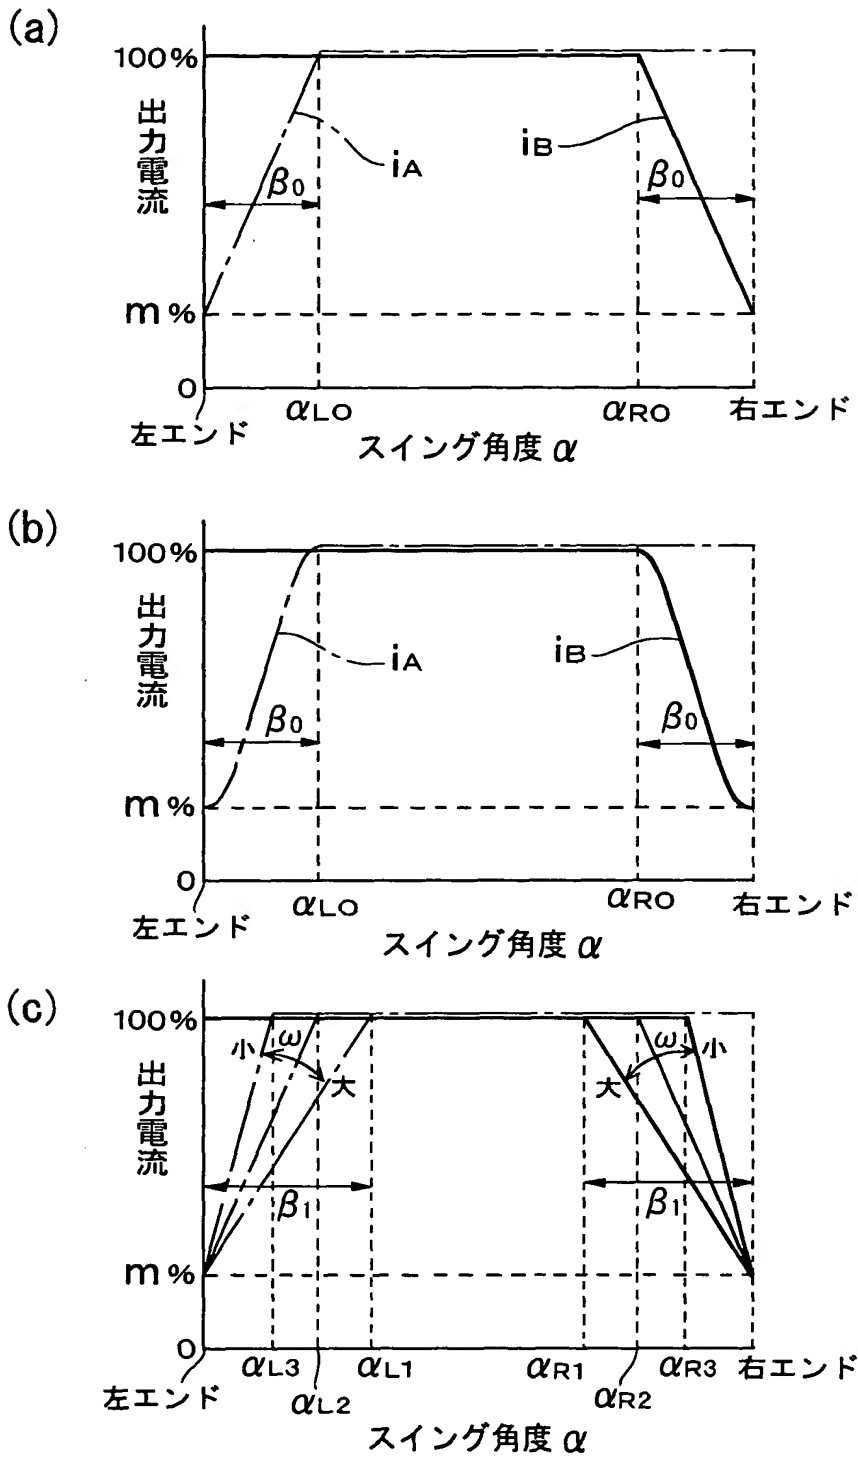 (a)
100%
出力電流
iA
iB
β0
β0
m%
0
左エンド
αLO
αRO
右エンド
スイング角度 α
(b)
100%
出力電流
iA
iB
β0
β0
m%
0
左エンド
αLO
αRO
右エンド
スイング角度 α
(c)
100%
出力電流
小
ω
大
大
ω
小
β1
β1
m%
0
左エンド
αL3
αL2
αL1
αR1
αR2
αR3
右エンド
スイング角度 α